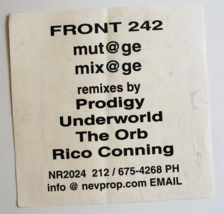 FRONT 242
mut@ge
mix@ge
remixes by
Prodigy
Underworld
The Orb
Rico Conning
NR2024 212 / 675-4268 PH
info @ nevprop.com EMAIL